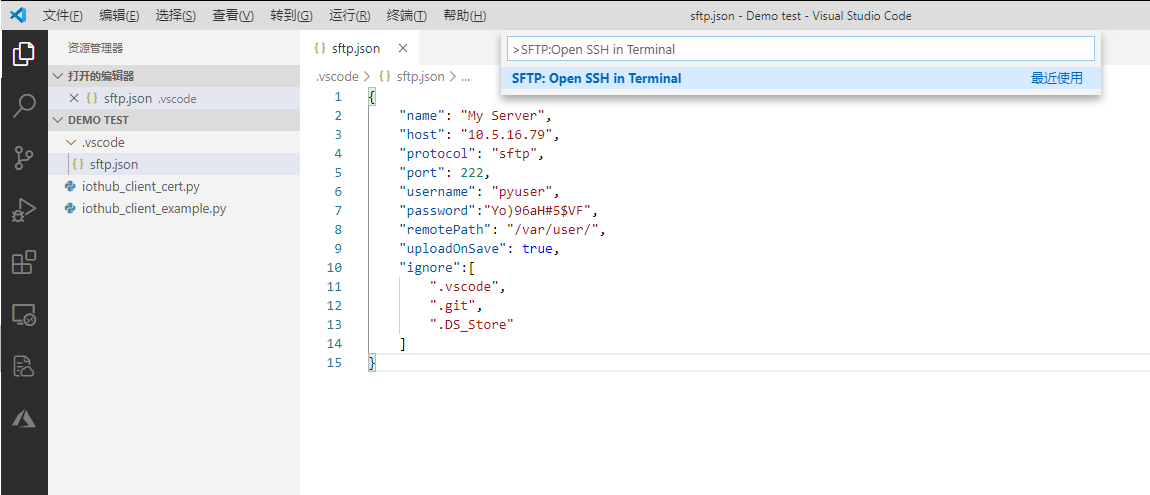 文件(F) 编辑(E) 选择(S) 查看(V) 转到(G) 运行(R) 终端(T) 帮助(H) sftp.json - Demo test - Visual Studio Code
资源管理器
打开的编辑器
sftp.json .vscode
DEMO TEST
.vscode
sftp.json
iothub_client_cert.py
iothub_client_example.py
{} sftp.json
>SFTP:Open SSH in Terminal
SFTP: Open SSH in Terminal 最近使用
.vscode > {} sftp.json > ...
1 {
2 "name": "My Server",
3 "host": "10.5.16.79",
4 "protocol": "sftp",
5 "port": 222,
6 "username": "pyuser",
7 "password":"Yo)96aH#5$VF",
8 "remotePath": "/var/user/",
9 "uploadOnSave": true,
10 "ignore":[
11 ".vscode",
12 ".git",
13 ".DS_Store"
14 ]
15 }